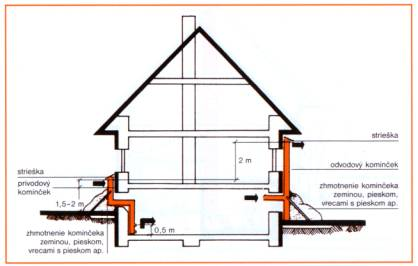 strieška
2 m
odvodový komínček
strieška
prívodový
komínček
1,5–2 m
zhmotnenie komínčeka
zeminou, pieskom,
vrecami s pieskom ap.
0,5 m
zhmotnenie komínčeka
zeminou, pieskom,
vrecami s pieskom ap.